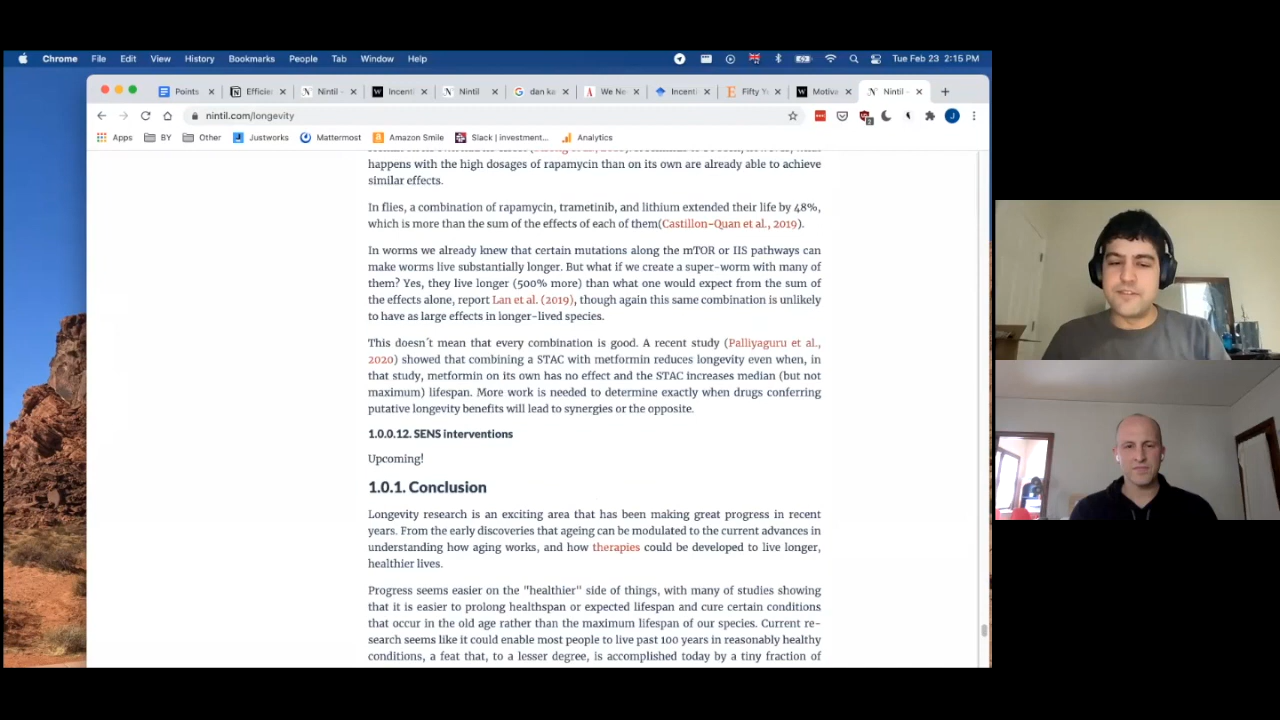 Chrome File Edit View History Bookmarks People Tab Window Help Tue Feb 23 2:15 PM
Points Efficien Nintil - Incenti Nintil dan ka We Ne Incenti Fifty Y Motiva Nintil -
nintil.com/longevity
Apps BY Other Justworks Mattermost Amazon Smile Slack | investment... Analytics
happens with the high dosages of rapamycin than on its own are already able to achieve
similar effects.
In flies, a combination of rapamycin, trametinib, and lithium extended their life by 48%,
which is more than the sum of the effects of each of them(Castillon-Quan et al., 2019).
In worms we already knew that certain mutations along the mTOR or IIS pathways can
make worms live substantially longer. But what if we create a super-worm with many of
them? Yes, they live longer (500% more) than what one would expect from the sum of
the effects alone, report Lan et al. (2019), though again this same combination is unlikely
to have as large effects in longer-lived species.
This doesn´t mean that every combination is good. A recent study (Palliyaguru et al.,
2020) showed that combining a STAC with metformin reduces longevity even when, in
that study, metformin on its own has no effect and the STAC increases median (but not
maximum) lifespan. More work is needed to determine exactly when drugs conferring
putative longevity benefits will lead to synergies or the opposite.
1.0.0.12. SENS interventions
Upcoming!
1.0.1. Conclusion
Longevity research is an exciting area that has been making great progress in recent
years. From the early discoveries that ageing can be modulated to the current advances in
understanding how aging works, and how therapies could be developed to live longer,
healthier lives.
Progress seems easier on the "healthier" side of things, with many of studies showing
that it is easier to prolong healthspan or expected lifespan and cure certain conditions
that occur in the old age rather than the maximum lifespan of our species. Current re-
search seems like it could enable most people to live past 100 years in reasonably healthy
conditions, a feat that, to a lesser degree, is accomplished today by a tiny fraction of